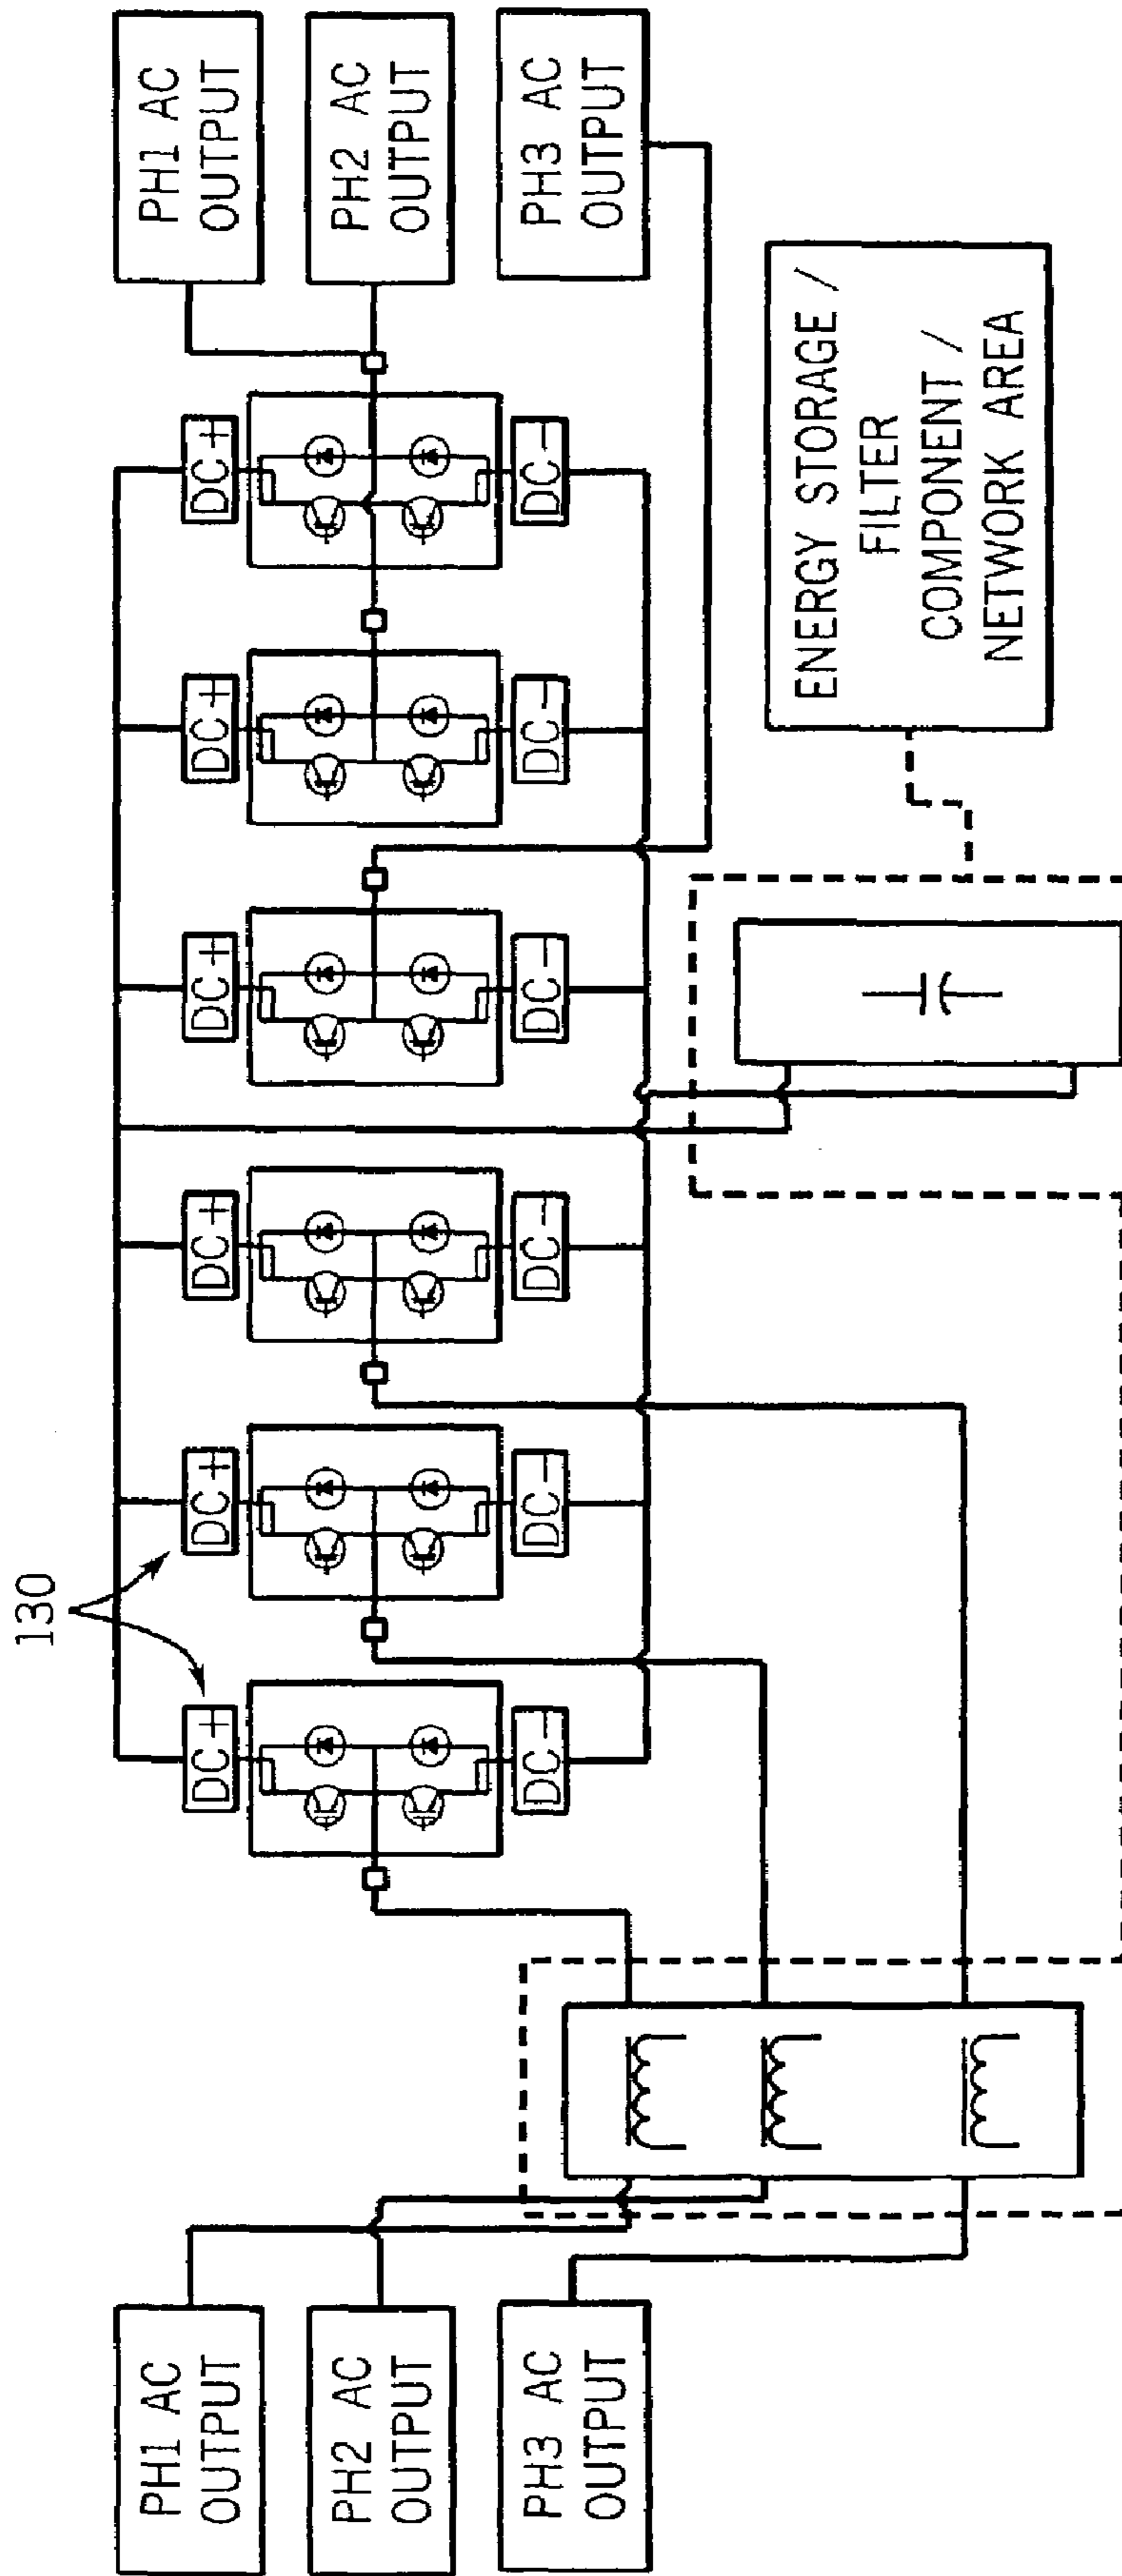 130
PH1 AC
OUTPUT
PH2 AC
OUTPUT
PH3 AC
OUTPUT
DC+
DC+
DC+
DC+
DC+
DC+
DC-
DC-
DC-
DC-
DC-
DC-
PH1 AC
OUTPUT
PH2 AC
OUTPUT
PH3 AC
OUTPUT
ENERGY STORAGE /
FILTER
COMPONENT /
NETWORK AREA